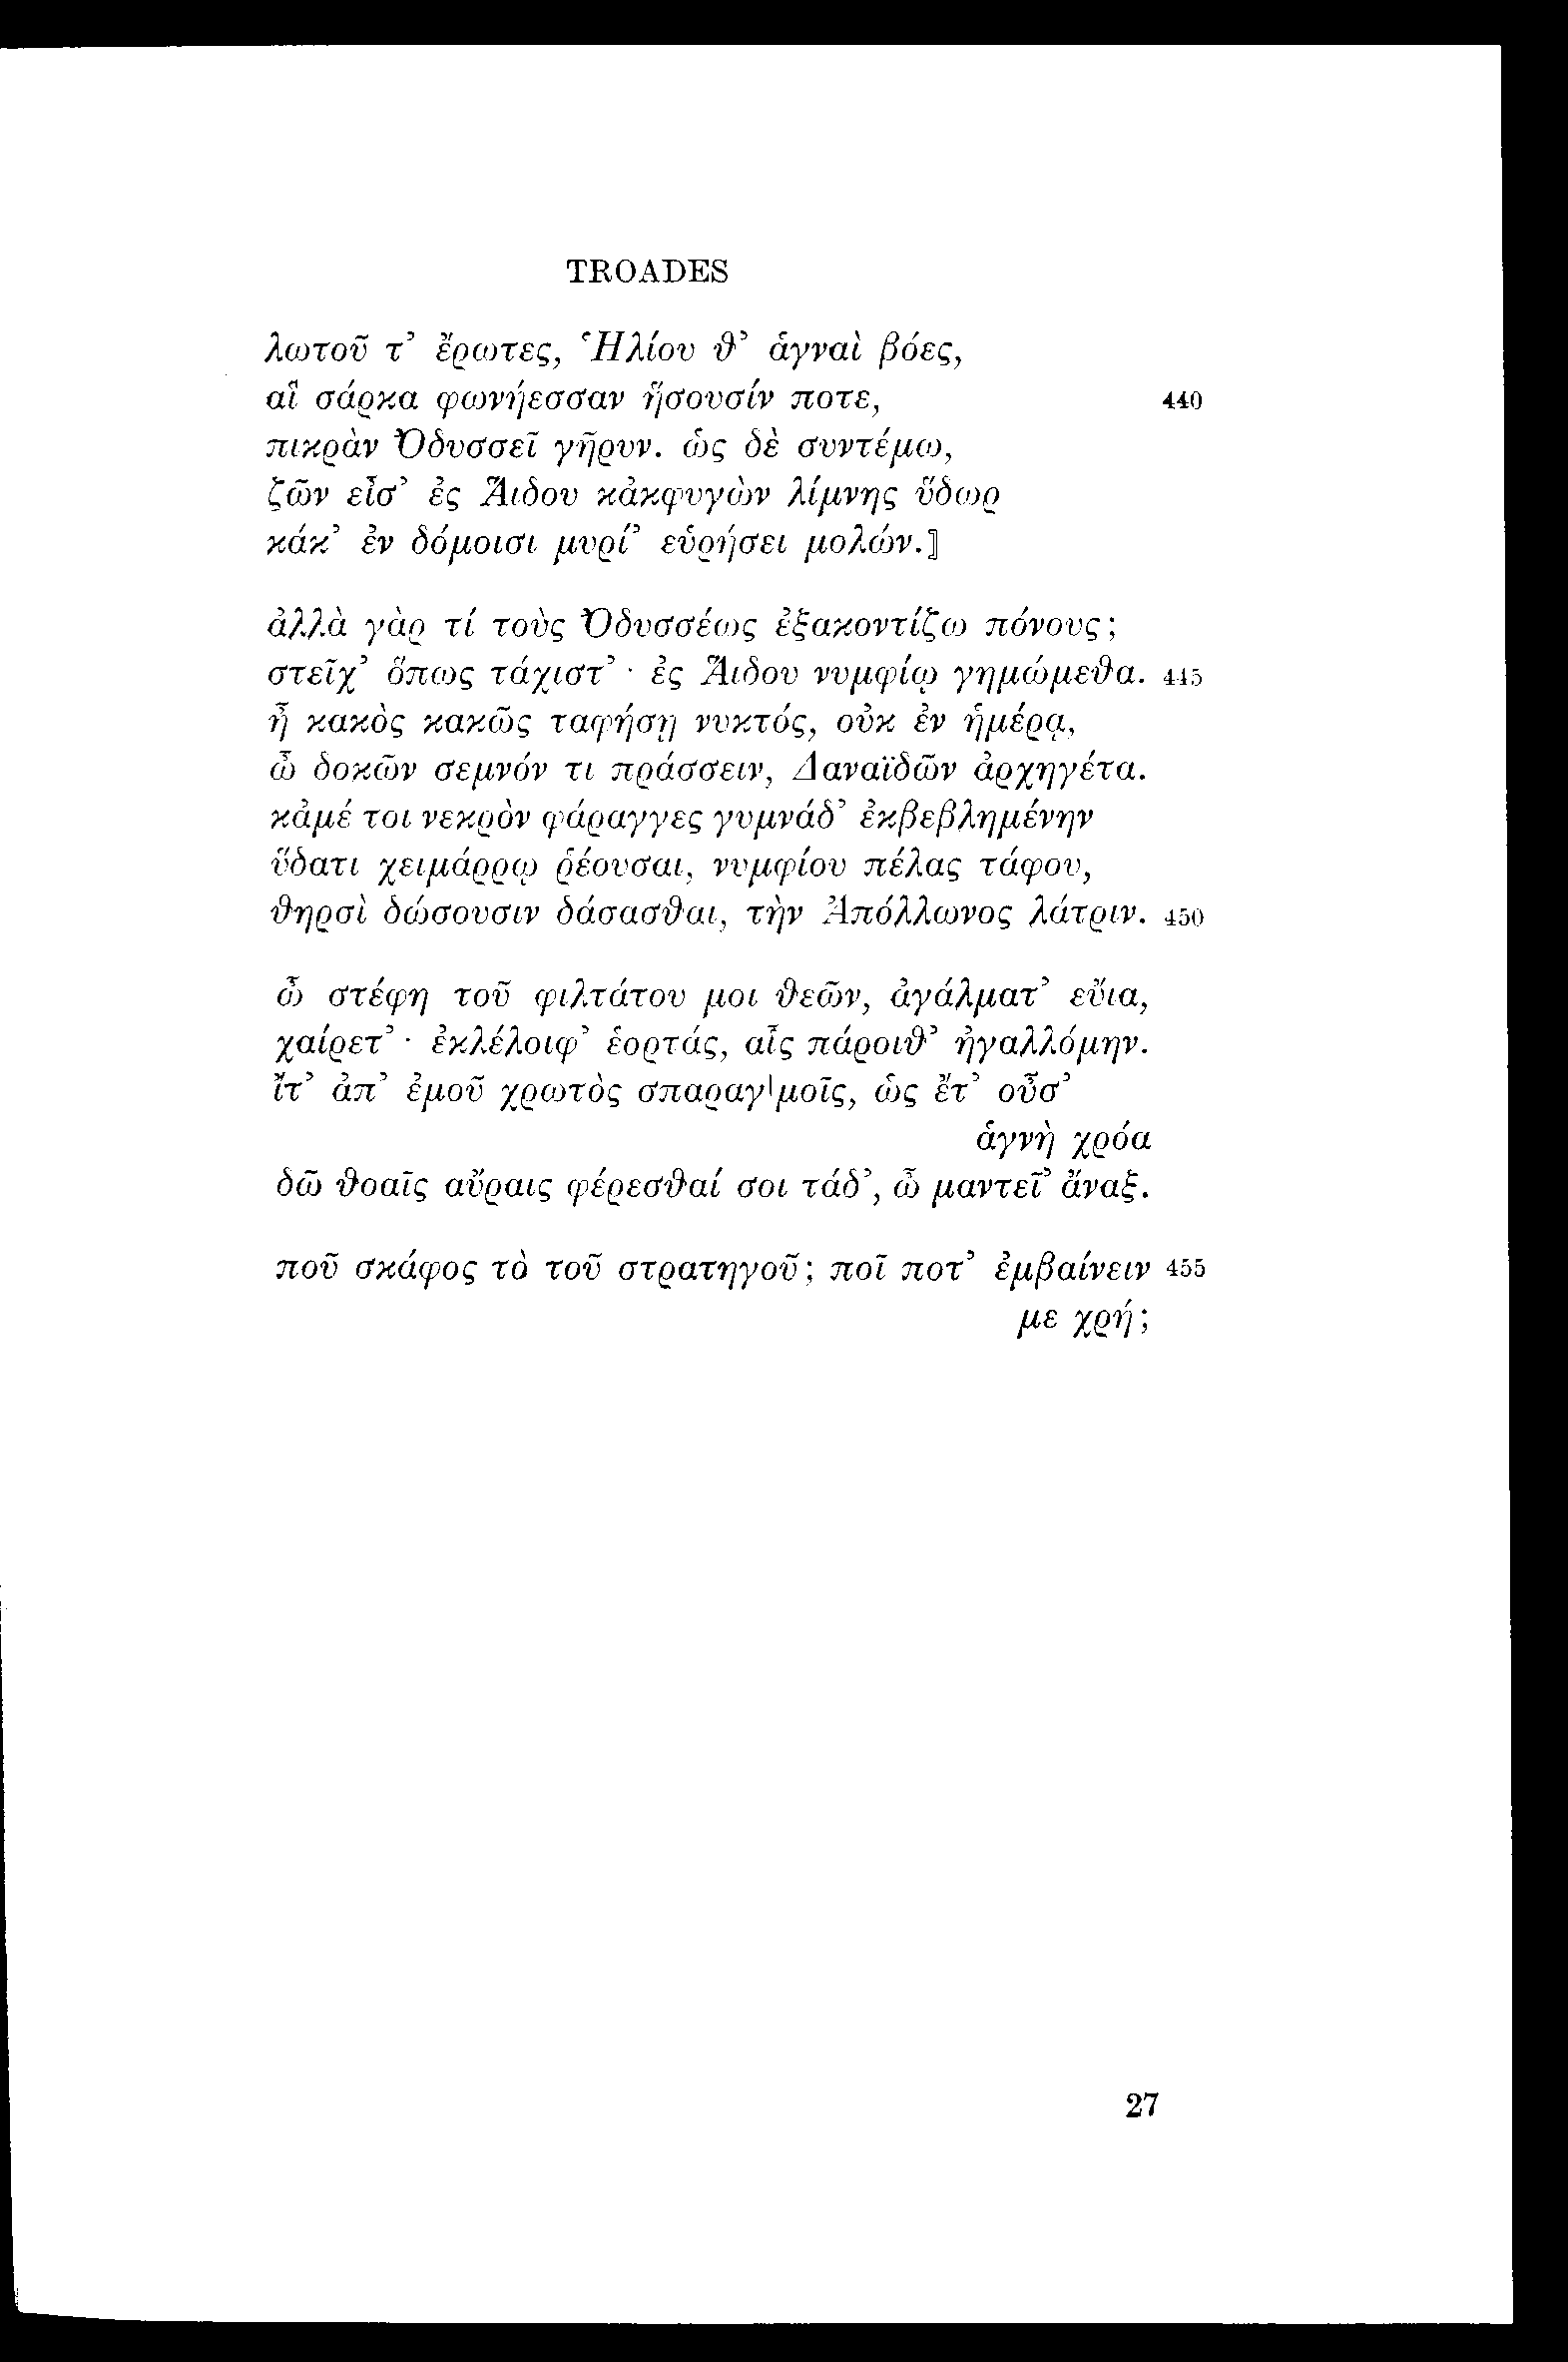 TROADES
λωτοῦ τ’ ἔρωτες, Ἡλίου θ’ ἁγναὶ βόες,
αἳ σάρκα φωνήεσσαν ἥσουσίν ποτε, 440
πικρὰν Ὀδυσσεῖ γῆρυν. ὡς δὲ συντέμω,
ζῶν εἶσ’ ἐς Ἅιδου κἀκφυγὼν λίμνης ὕδωρ
κάκ’ ἐν δόμοισι μυρί’ εὑρήσει μολών.⟧
ἀλλὰ γὰρ τί τοὺς Ὀδυσσέως ἐξακοντίζω πόνους;
στεῖχ’ ὅπως τάχιστ’· ἐς Ἅιδου νυμφίῳ γημώμεθα. 445
ἦ κακὸς κακῶς ταφήσῃ νυκτός, οὐκ ἐν ἡμέρᾳ,
ὦ δοκῶν σεμνόν τι πράσσειν, Δαναϊδῶν ἀρχηγέτα.
κἀμέ τοι νεκρὸν φάραγγες γυμνάδ’ ἐκβεβλημένην
ὕδατι χειμάρρῳ ῥέουσαι, νυμφίου πέλας τάφου,
θηρσὶ δώσουσιν δάσασθαι, τὴν Ἀπόλλωνος λάτριν. 450
ὦ στέφη τοῦ φιλτάτου μοι θεῶν, ἀγάλματ’ εὔια,
χαίρετ’· ἐκλέλοιφ’ ἑορτάς, αἷς πάροιθ’ ἠγαλλόμην.
ἴτ’ ἀπ’ ἐμοῦ χρωτὸς σπαραγ|μοῖς, ὡς ἔτ’ οὖσ’
ἁγνὴ χρόα
δῶ θοαῖς αὔραις φέρεσθαί σοι τάδ’, ὦ μαντεῖ’ ἄναξ.
ποῦ σκάφος τὸ τοῦ στρατηγοῦ; ποῖ ποτ’ ἐμβαίνειν 455
με χρή;
27